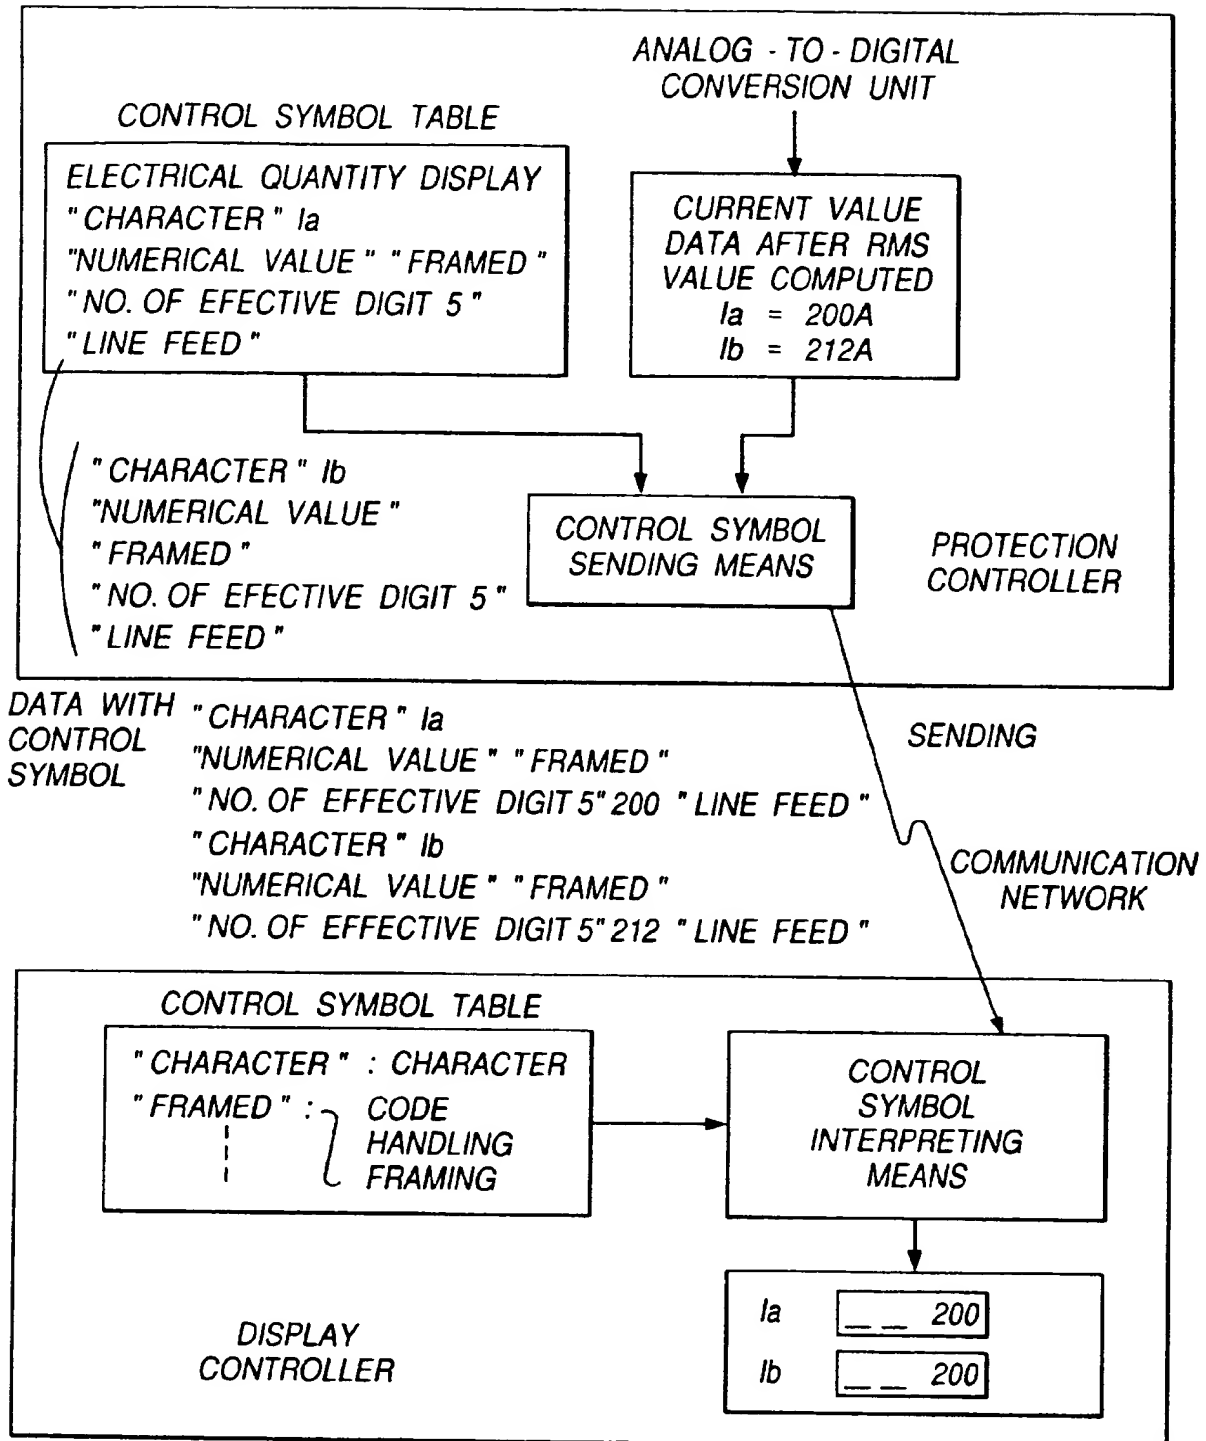 ANALOG - TO - DIGITAL
CONVERSION UNIT
CONTROL SYMBOL TABLE
ELECTRICAL QUANTITY DISPLAY
"CHARACTER" Ia
"NUMERICAL VALUE" "FRAMED"
"NO. OF EFECTIVE DIGIT 5"
"LINE FEED"
CURRENT VALUE
DATA AFTER RMS
VALUE COMPUTED
Ia = 200A
Ib = 212A
"CHARACTER" Ib
"NUMERICAL VALUE"
"FRAMED"
"NO. OF EFECTIVE DIGIT 5"
"LINE FEED"
CONTROL SYMBOL
SENDING MEANS
PROTECTION
CONTROLLER
DATA WITH
CONTROL
SYMBOL
"CHARACTER" Ia
"NUMERICAL VALUE" "FRAMED"
"NO. OF EFFECTIVE DIGIT 5" 200 "LINE FEED"
"CHARACTER" Ib
"NUMERICAL VALUE" "FRAMED"
"NO. OF EFFECTIVE DIGIT 5" 212 "LINE FEED"
SENDING
COMMUNICATION
NETWORK
CONTROL SYMBOL TABLE
"CHARACTER" : CHARACTER
"FRAMED" : CODE
HANDLING
FRAMING
CONTROL
SYMBOL
INTERPRETING
MEANS
DISPLAY
CONTROLLER
Ia _ _ 200
Ib _ _ 200